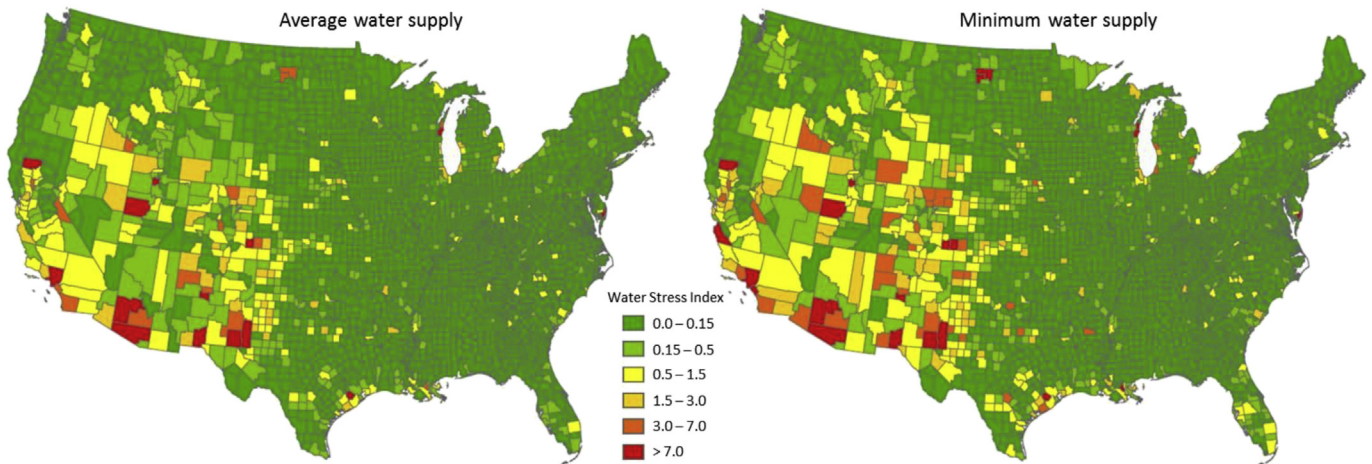 Average water supply
Minimum water supply
Water Stress Index
0.0 – 0.15
0.15 – 0.5
0.5 – 1.5
1.5 – 3.0
3.0 – 7.0
> 7.0